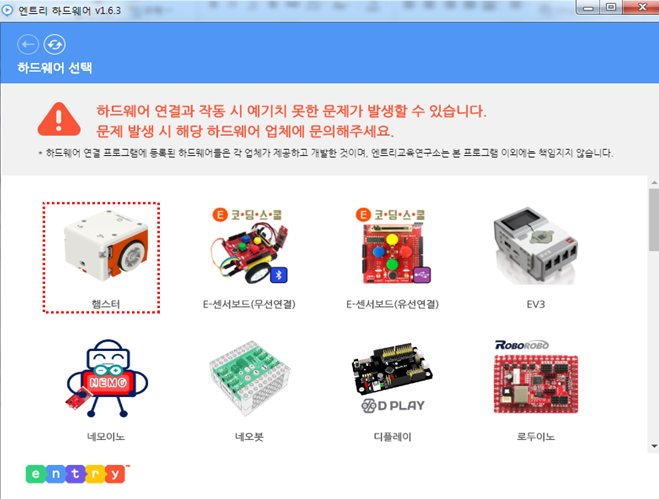 엔트리 하드웨어 v1.6.3
하드웨어 선택
하드웨어 연결과 작동 시 예기치 못한 문제가 발생할 수 있습니다.
문제 발생 시 해당 하드웨어 업체에 문의해주세요.
* 하드웨어 연결 프로그램에 등록된 하드웨어들은 각 업체가 제공하고 개발한 것이며, 엔트리교육연구소는 본 프로그램 이외에는 책임지지 않습니다.
E 코·딩·스·쿨
E 코·딩·스·쿨
햄스터
E-센서보드(무선연결)
E-센서보드(유선연결)
EV3
NEMO
D PLAY
ROBOROBO
네모이노
네오봇
디플레이
로두이노
entry™